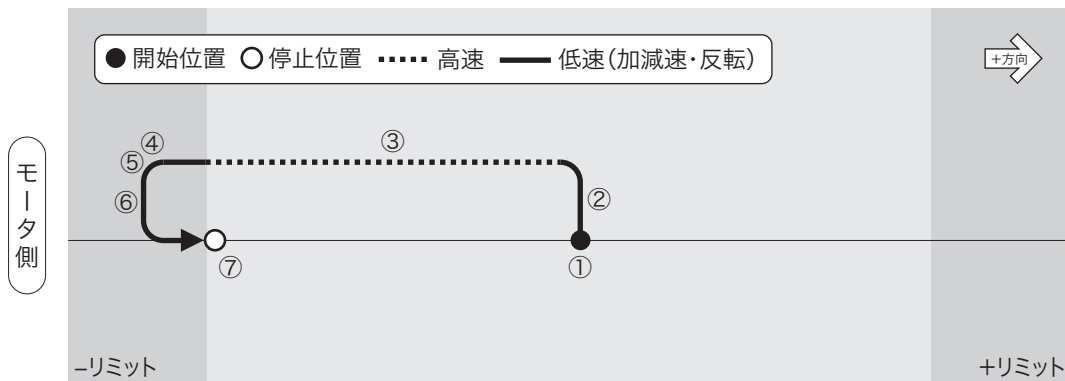 ●開始位置 ○停止位置 ……高速 ━━低速(加減速・反転)
+方向
④
③
⑤
⑥
②
モータ側
⑦
①
−リミット
+リミット